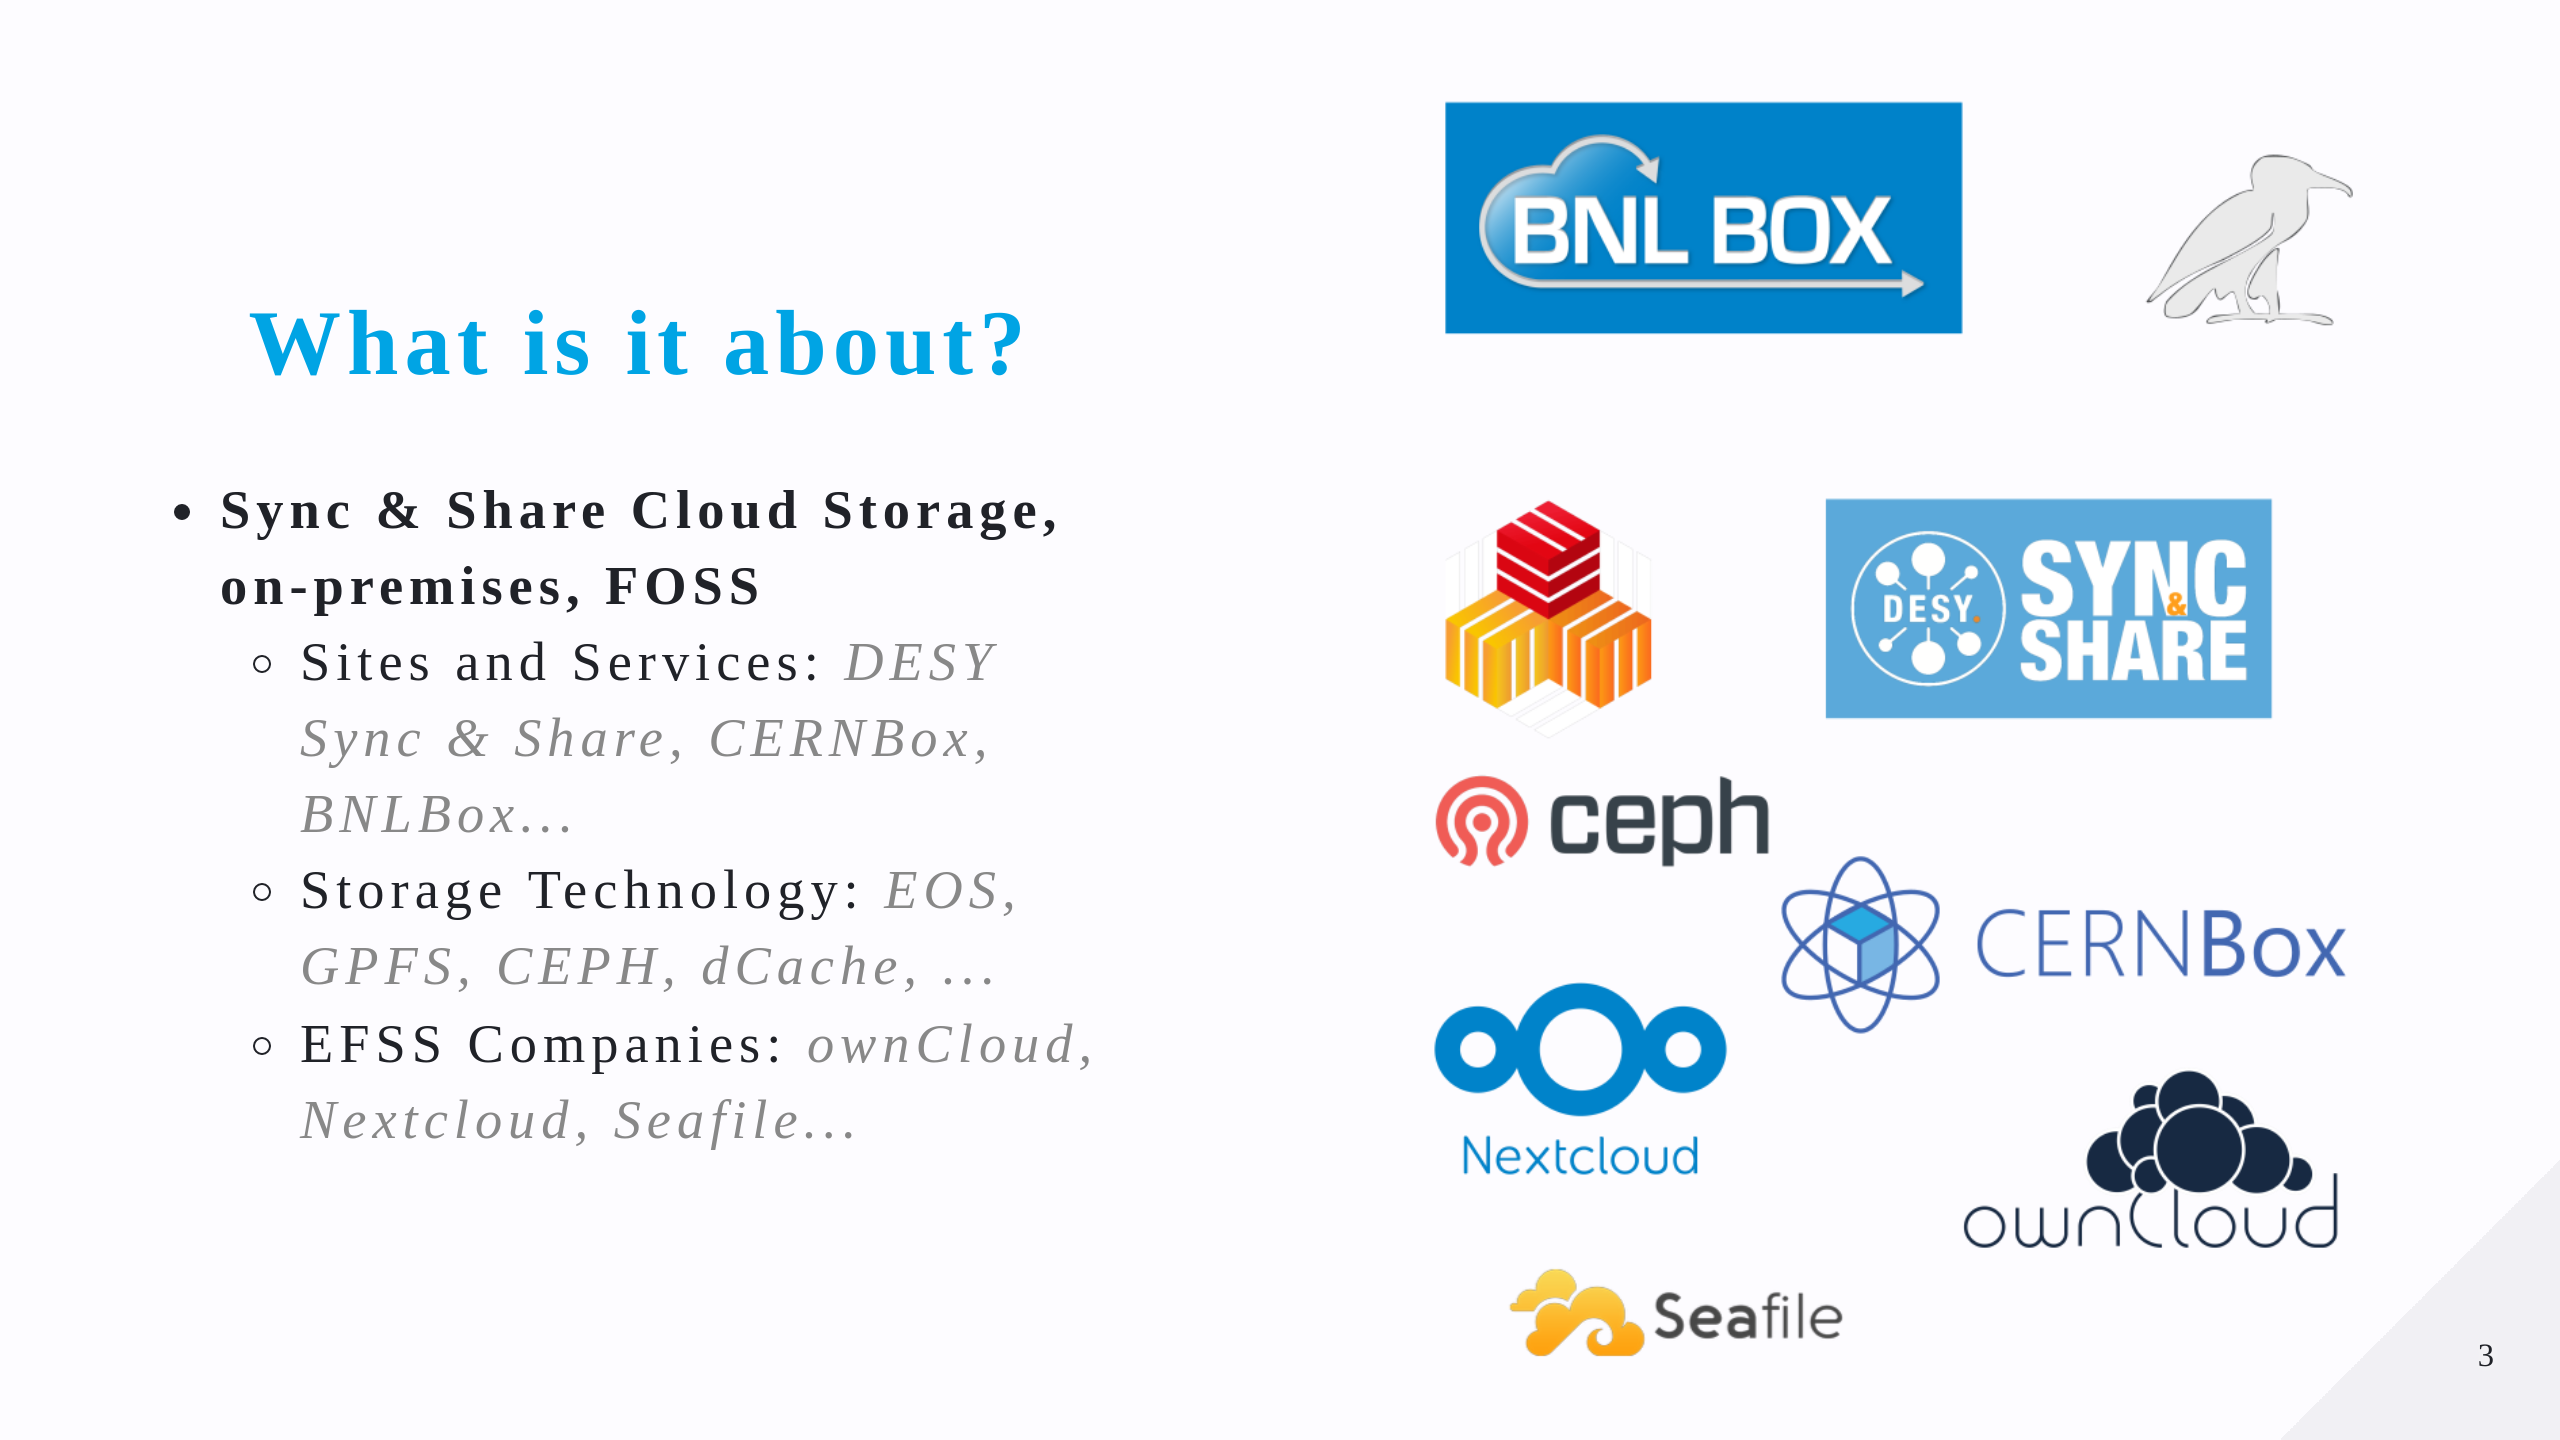 What is it about?
• Sync & Share Cloud Storage,
on-premises, FOSS
◦ Sites and Services: DESY
Sync & Share, CERNBox,
BNLBox...
◦ Storage Technology: EOS,
GPFS, CEPH, dCache, ...
◦ EFSS Companies: ownCloud,
Nextcloud, Seafile...
BNL BOX
DESY.
SYNC
&
SHARE
ceph
CERNBox
Nextcloud
ownCloud
Seafile
3